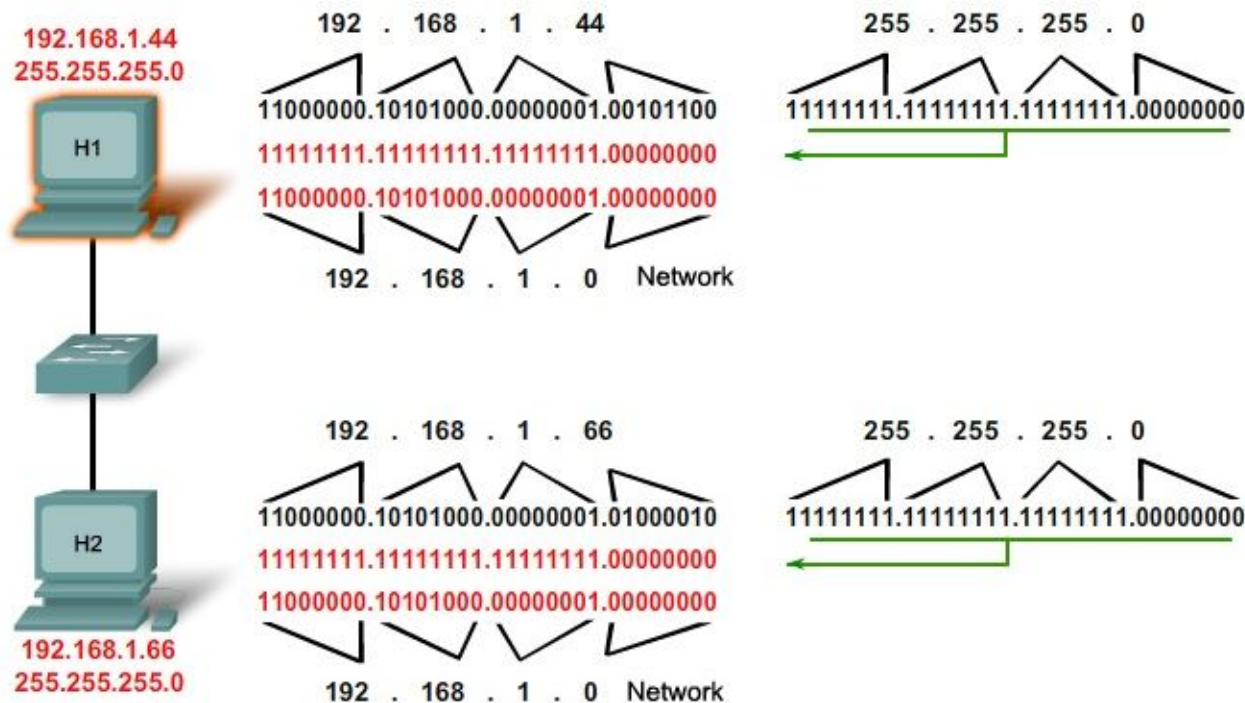 192.168.1.44
255.255.255.0
H1
192 . 168 . 1 . 44
11000000.10101000.00000001.00101100
11111111.11111111.11111111.00000000
11000000.10101000.00000001.00000000
192 . 168 . 1 . 0 Network
255 . 255 . 255 . 0
11111111.11111111.11111111.00000000
H2
192.168.1.66
255.255.255.0
192 . 168 . 1 . 66
11000000.10101000.00000001.01000010
11111111.11111111.11111111.00000000
11000000.10101000.00000001.00000000
192 . 168 . 1 . 0 Network
255 . 255 . 255 . 0
11111111.11111111.11111111.00000000